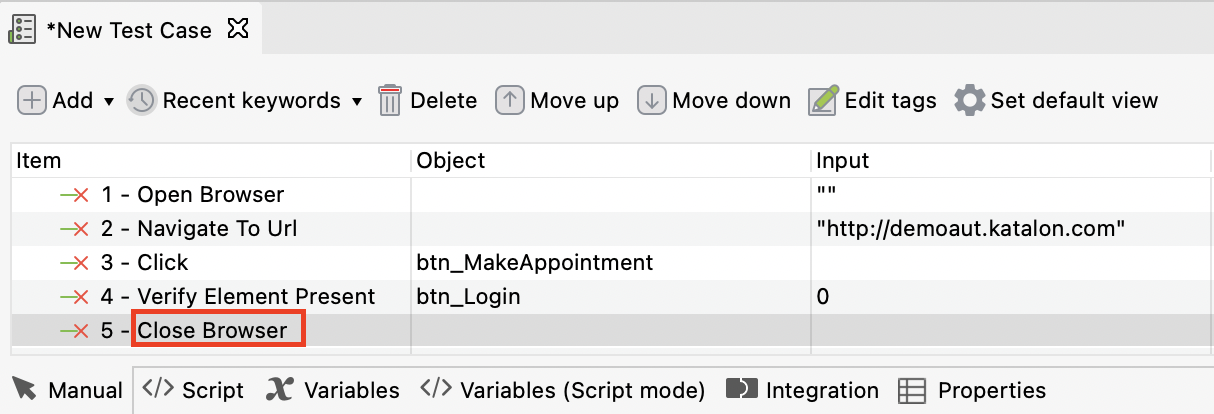 *New Test Case
Add Recent keywords Delete Move up Move down Edit tags Set default view
Item Object Input
1 - Open Browser ""
2 - Navigate To Url "http://demoaut.katalon.com"
3 - Click btn_MakeAppointment
4 - Verify Element Present btn_Login 0
5 - Close Browser
Manual </> Script x Variables </> Variables (Script mode) Integration Properties